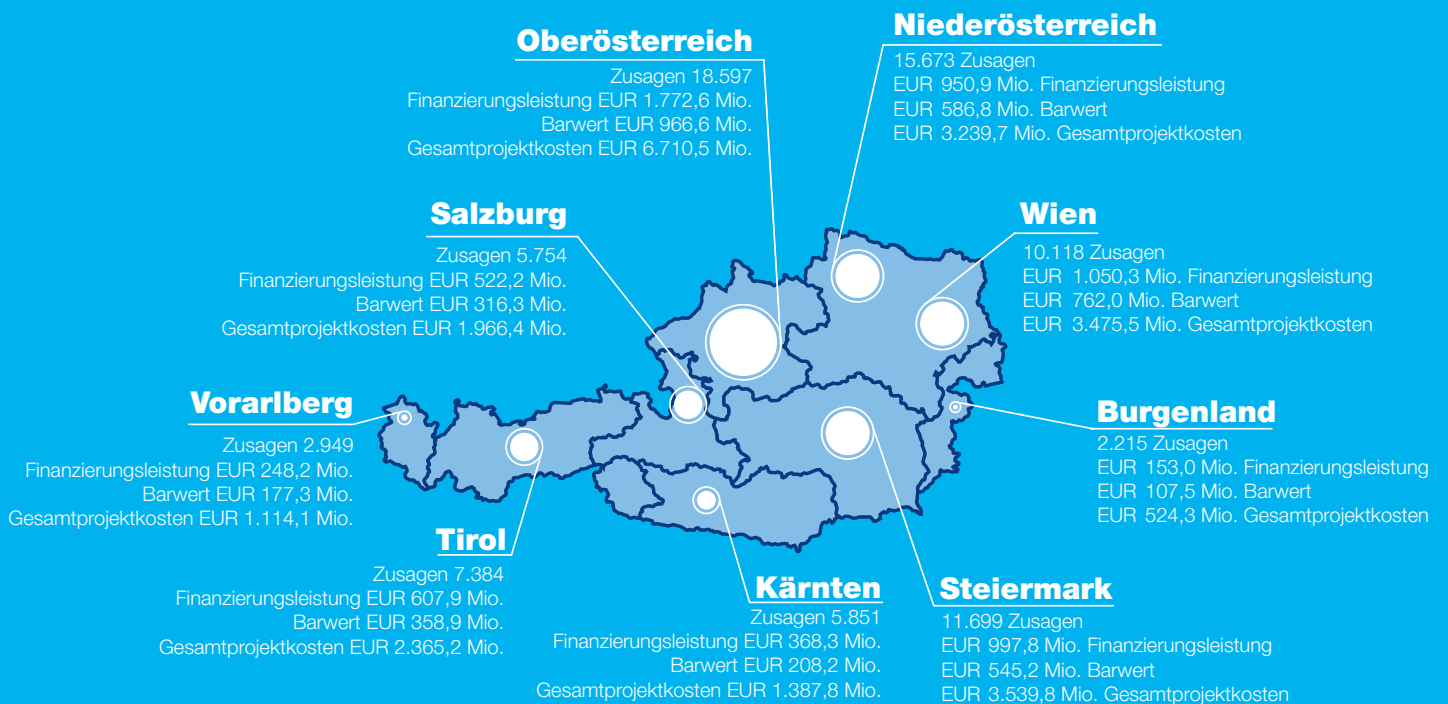 Oberösterreich
Zusagen 18.597
Finanzierungsleistung EUR 1.772,6 Mio.
Barwert EUR 966,6 Mio.
Gesamtprojektkosten EUR 6.710,5 Mio.
Niederösterreich
15.673 Zusagen
EUR 950,9 Mio. Finanzierungsleistung
EUR 586,8 Mio. Barwert
EUR 3.239,7 Mio. Gesamtprojektkosten
Salzburg
Zusagen 5.754
Finanzierungsleistung EUR 522,2 Mio.
Barwert EUR 316,3 Mio.
Gesamtprojektkosten EUR 1.966,4 Mio.
Wien
10.118 Zusagen
EUR 1.050,3 Mio. Finanzierungsleistung
EUR 762,0 Mio. Barwert
EUR 3.475,5 Mio. Gesamtprojektkosten
Vorarlberg
Zusagen 2.949
Finanzierungsleistung EUR 248,2 Mio.
Barwert EUR 177,3 Mio.
Gesamtprojektkosten EUR 1.114,1 Mio.
Burgenland
2.215 Zusagen
EUR 153,0 Mio. Finanzierungsleistung
EUR 107,5 Mio. Barwert
EUR 524,3 Mio. Gesamtprojektkosten
Tirol
Zusagen 7.384
Finanzierungsleistung EUR 607,9 Mio.
Barwert EUR 358,9 Mio.
Gesamtprojektkosten EUR 2.365,2 Mio.
Kärnten
Zusagen 5.851
Finanzierungsleistung EUR 368,3 Mio.
Barwert EUR 208,2 Mio.
Gesamtprojektkosten EUR 1.387,8 Mio.
Steiermark
11.699 Zusagen
EUR 997,8 Mio. Finanzierungsleistung
EUR 545,2 Mio. Barwert
EUR 3.539,8 Mio. Gesamtprojektkosten